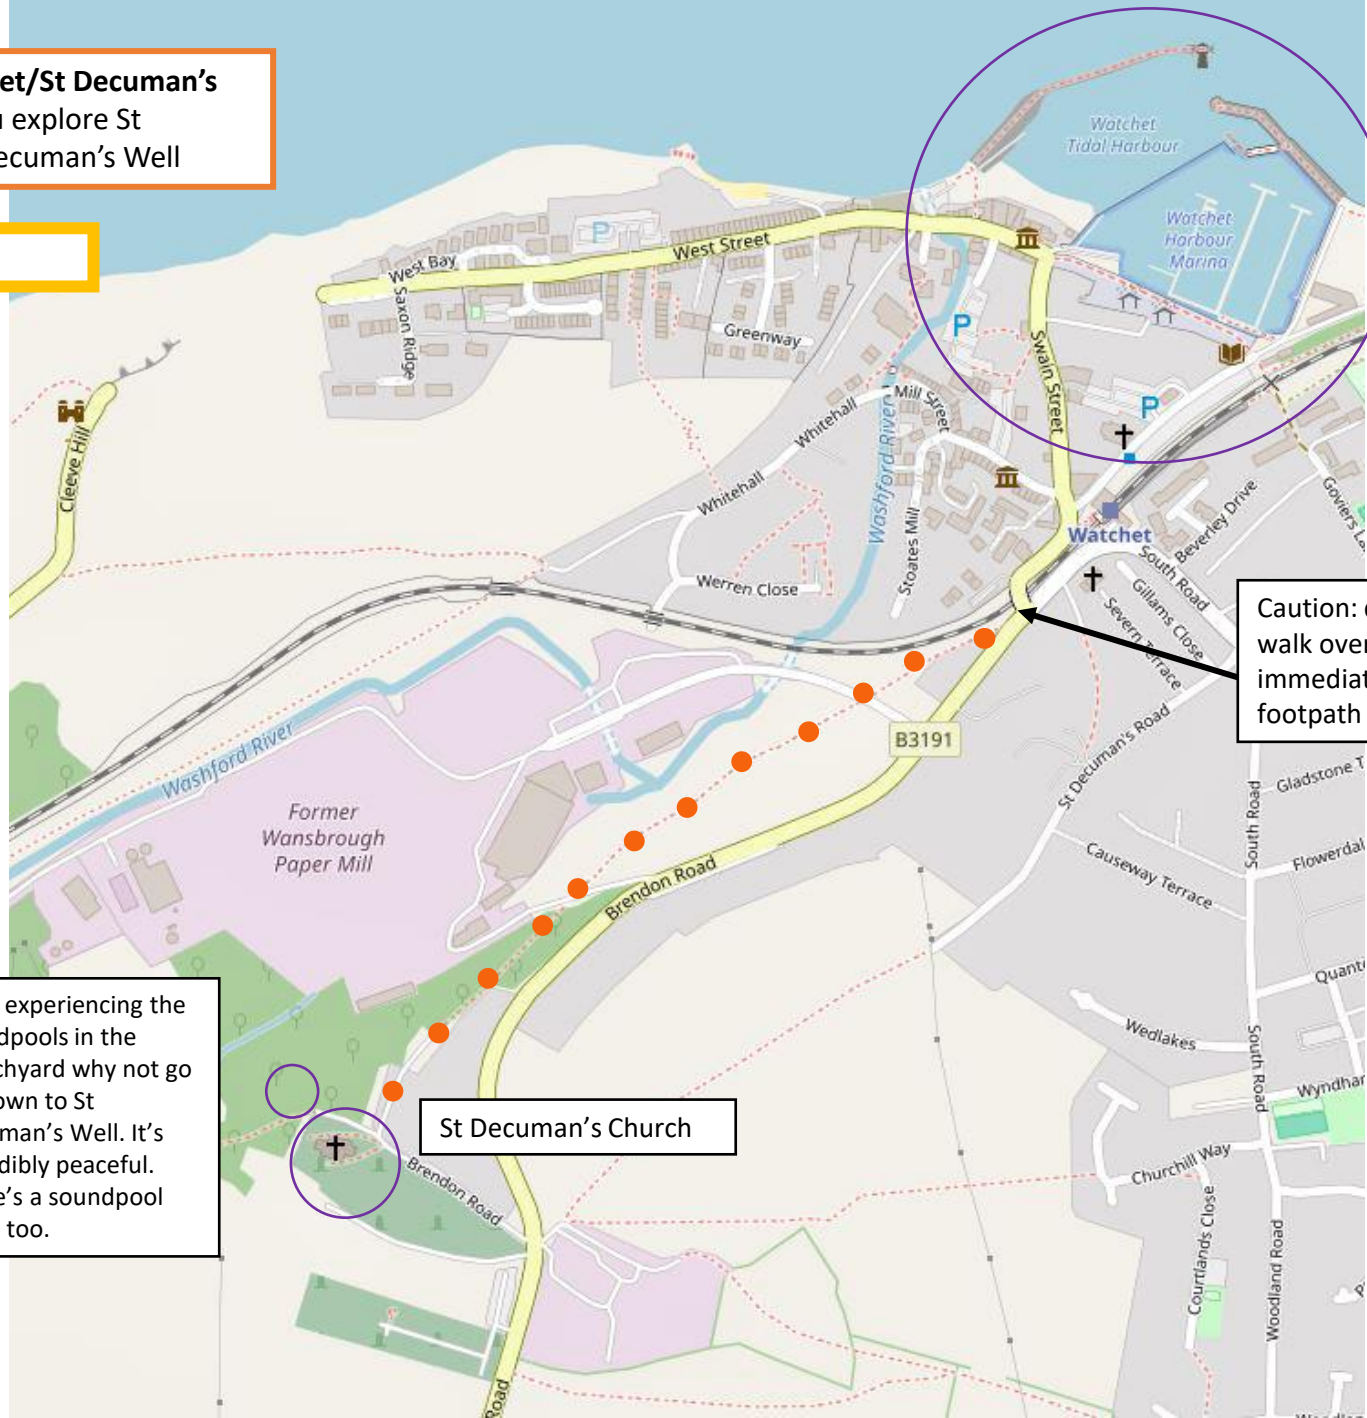 et/St Decuman's
explore St
ecuman's Well
Watchet
Tidal Harbour
Watchet
Harbour
Marina
West Bay
West Street
Saxon Ridge
Greenway
P
P
P
Swain Street
Mill Street
Whitehall
Whitehall
Washford River
Stoates Mill
Werren Close
Cleeve Hill
Watchet
Beverley Drive
Goviers La
South Road
Gillams Close
Severn Terrace
Caution:
walk over
immediat
footpath
B3191
St Decuman's Road
Washford River
Former
Wansbrough
Paper Mill
Brendon Road
Gladstone T
South Road
Flowerdal
Causeway Terrace
Quanto
Wedlakes
South Road
Wyndhar
experiencing the
dpools in the
chyard why not go
own to St
man's Well. It's
dibly peaceful.
e's a soundpool
too.
St Decuman's Church
Brendon Road
Churchill Way
Courtlands Close
Woodland Road
Road